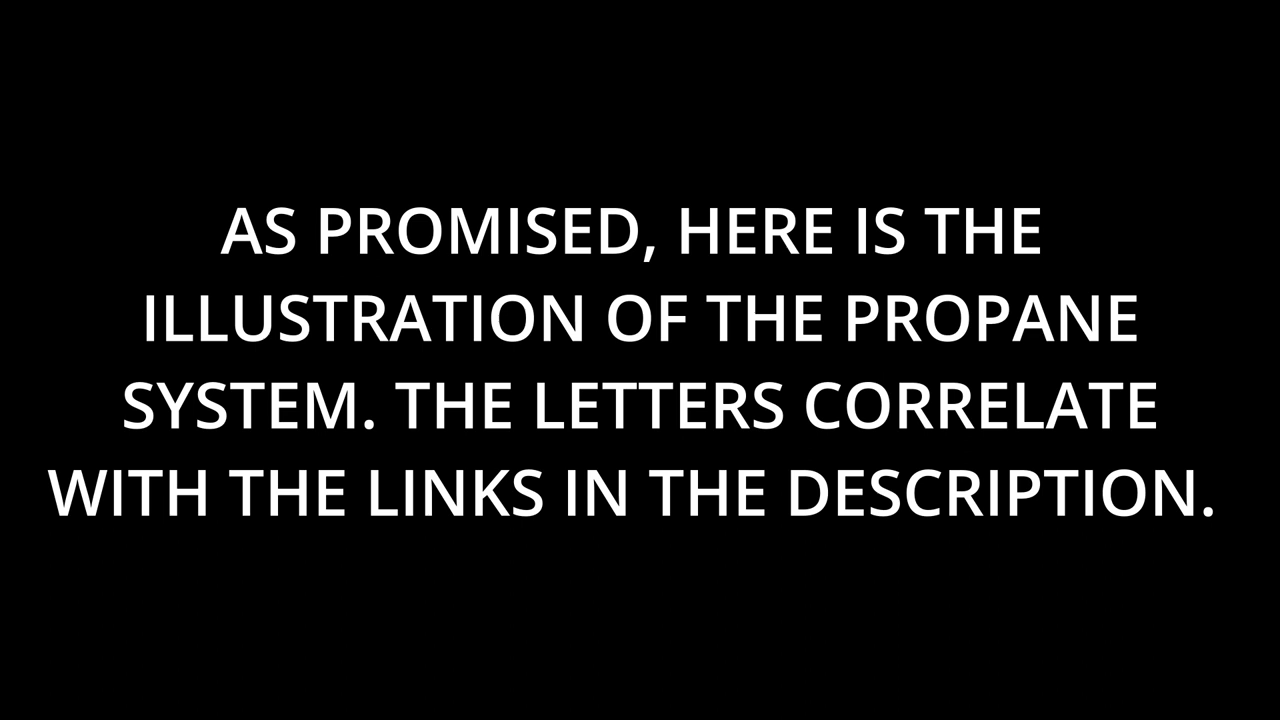 AS PROMISED, HERE IS THE
ILLUSTRATION OF THE PROPANE
SYSTEM. THE LETTERS CORRELATE
WITH THE LINKS IN THE DESCRIPTION.